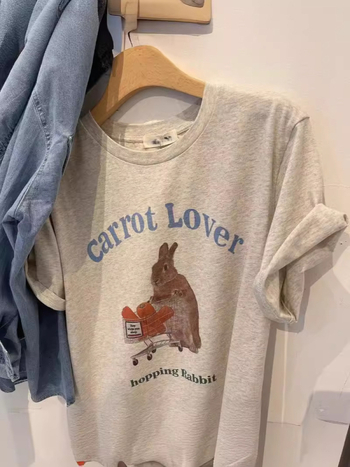 Carrot Lover
hopping Rabbit